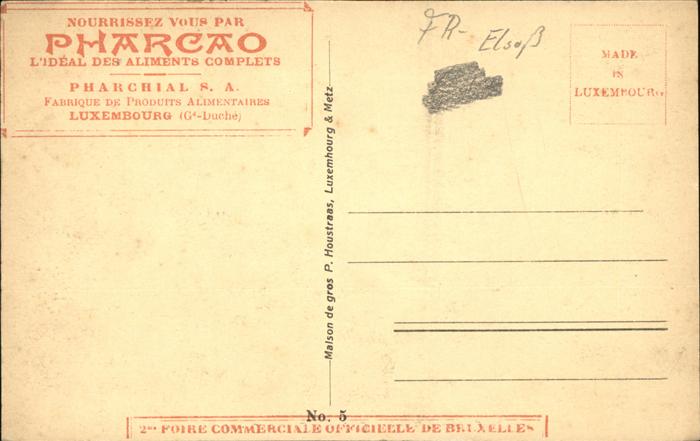 NOURRISSEZ VOUS PAR
PHARCAO
L'IDÉAL DES ALIMENTS COMPLETS
PHARCHIAL S. A.
FABRIQUE DE PRODUITS ALIMENTAIRES
LUXEMBOURG (Gd-DUCHÉ)
FR- Elsaß
MADE
IN
LUXEMBOURG
Maison de gros P. Houstraas, Luxembourg & Metz
No. 5
2me FOIRE COMMERCIALE OFFICIELLE DE BRUXELLES